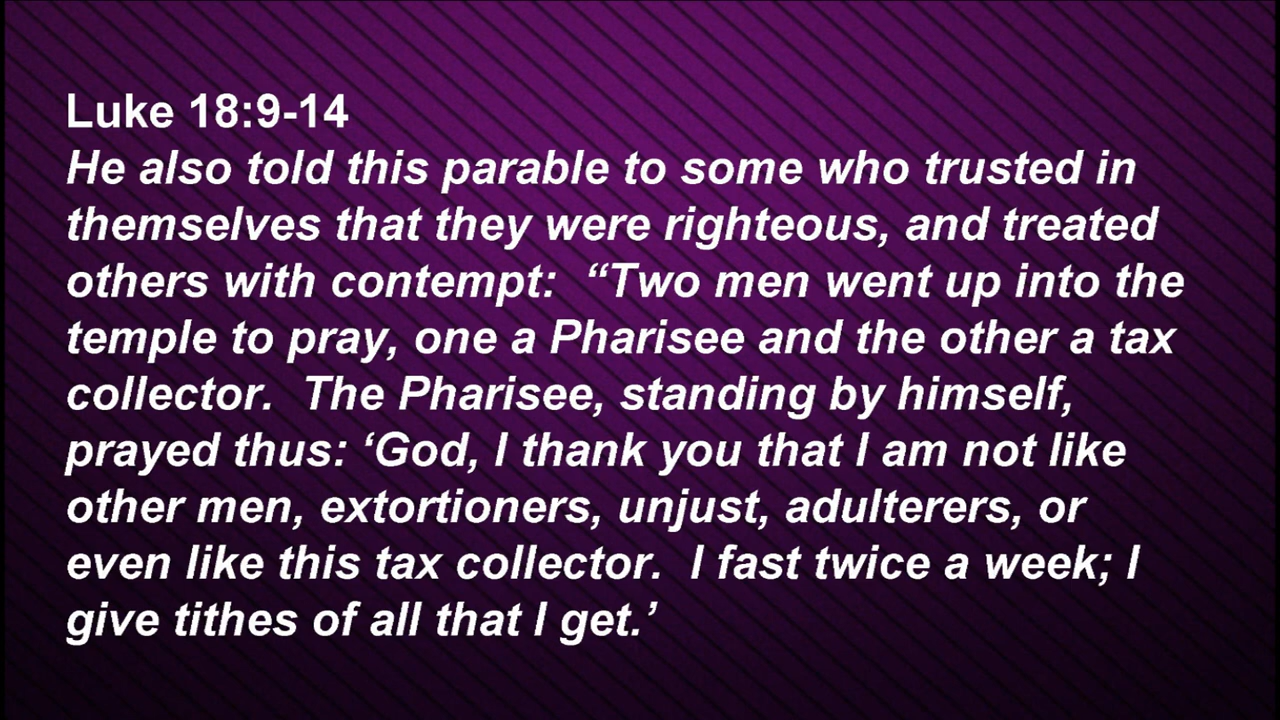 Luke 18:9-14
He also told this parable to some who trusted in
themselves that they were righteous, and treated
others with contempt:  “Two men went up into the
temple to pray, one a Pharisee and the other a tax
collector.  The Pharisee, standing by himself,
prayed thus: ‘God, I thank you that I am not like
other men, extortioners, unjust, adulterers, or
even like this tax collector.  I fast twice a week; I
give tithes of all that I get.’